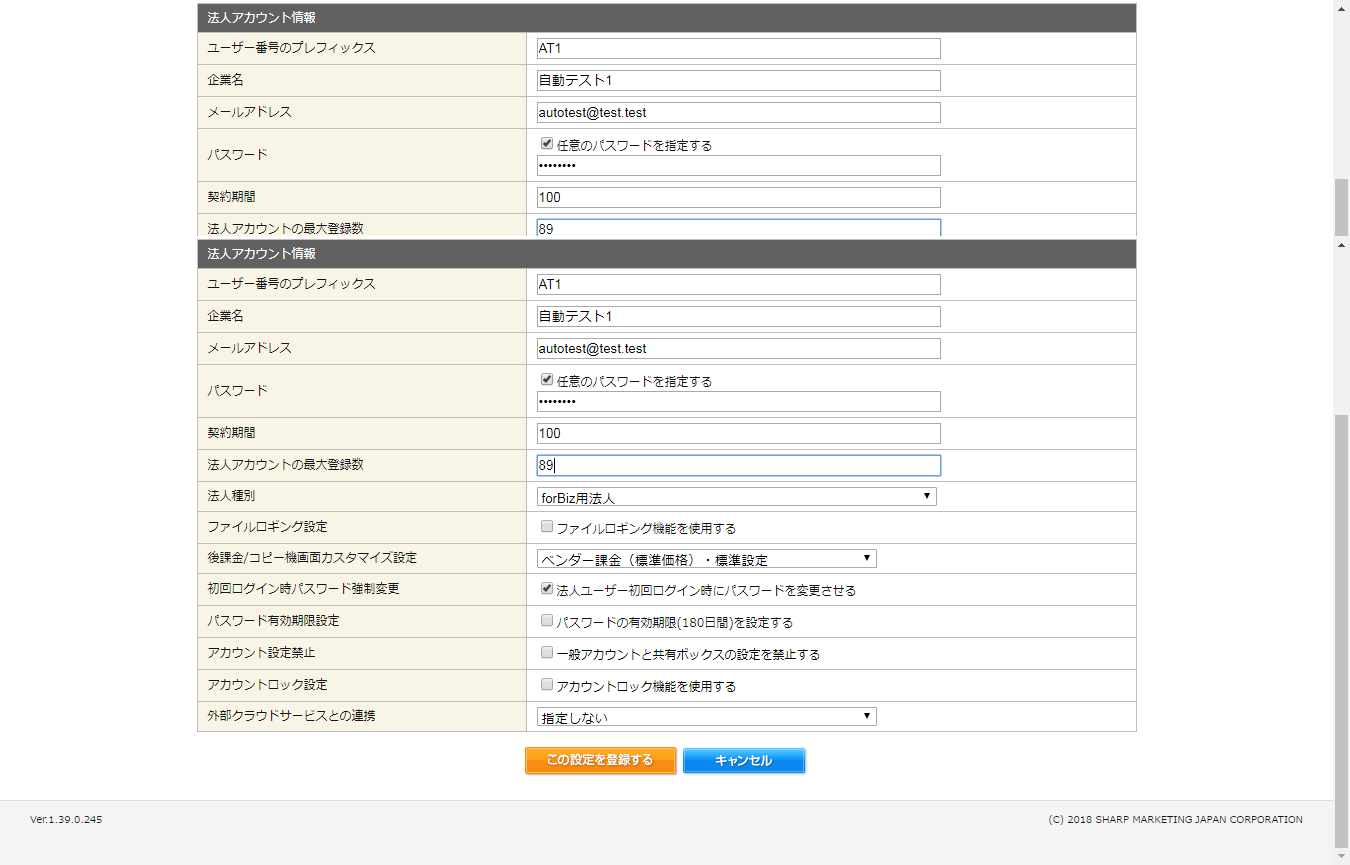 法人アカウント情報
ユーザー番号のプレフィックス AT1
企業名 自動テスト1
メールアドレス autotest@test.test
パスワード 任意のパスワードを指定する
••••••••
契約期間 100
法人アカウントの最大登録数 89
法人アカウント情報
ユーザー番号のプレフィックス AT1
企業名 自動テスト1
メールアドレス autotest@test.test
パスワード 任意のパスワードを指定する
••••••••
契約期間 100
法人アカウントの最大登録数 89
法人種別 forBiz用法人
ファイルロギング設定 ファイルロギング機能を使用する
後課金/コピー機画面カスタマイズ設定 ベンダー課金（標準価格）・標準設定
初回ログイン時パスワード強制変更 法人ユーザー初回ログイン時にパスワードを変更させる
パスワード有効期限設定 パスワードの有効期限(180日間)を設定する
アカウント設定禁止 一般アカウントと共有ボックスの設定を禁止する
アカウントロック設定 アカウントロック機能を使用する
外部クラウドサービスとの連携 指定しない
この設定を登録する キャンセル
Ver.1.39.0.245 (C) 2018 SHARP MARKETING JAPAN CORPORATION